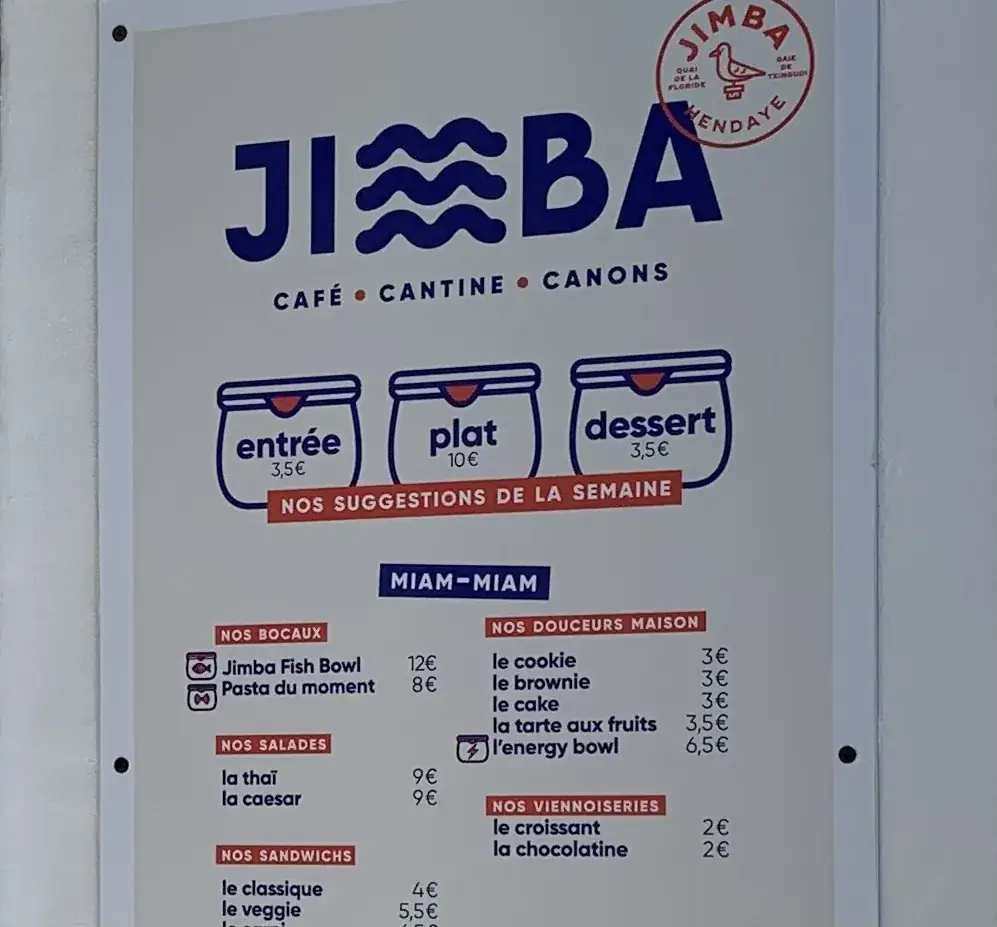 JIMBA
QUAI
DE LA
FLORIDE
BAIE
DE
TXINGUDI
HENDAYE
JIMBA
CAFÉ • CANTINE • CANONS
entrée
3,5€
plat
10€
dessert
3,5€
NOS SUGGESTIONS DE LA SEMAINE
MIAM-MIAM
NOS BOCAUX
Jimba Fish Bowl 12€
Pasta du moment 8€
NOS SALADES
la thaï 9€
la caesar 9€
NOS SANDWICHS
le classique 4€
le veggie 5,5€
NOS DOUCEURS MAISON
le cookie 3€
le brownie 3€
le cake 3€
la tarte aux fruits 3,5€
l'energy bowl 6,5€
NOS VIENNOISERIES
le croissant 2€
la chocolatine 2€